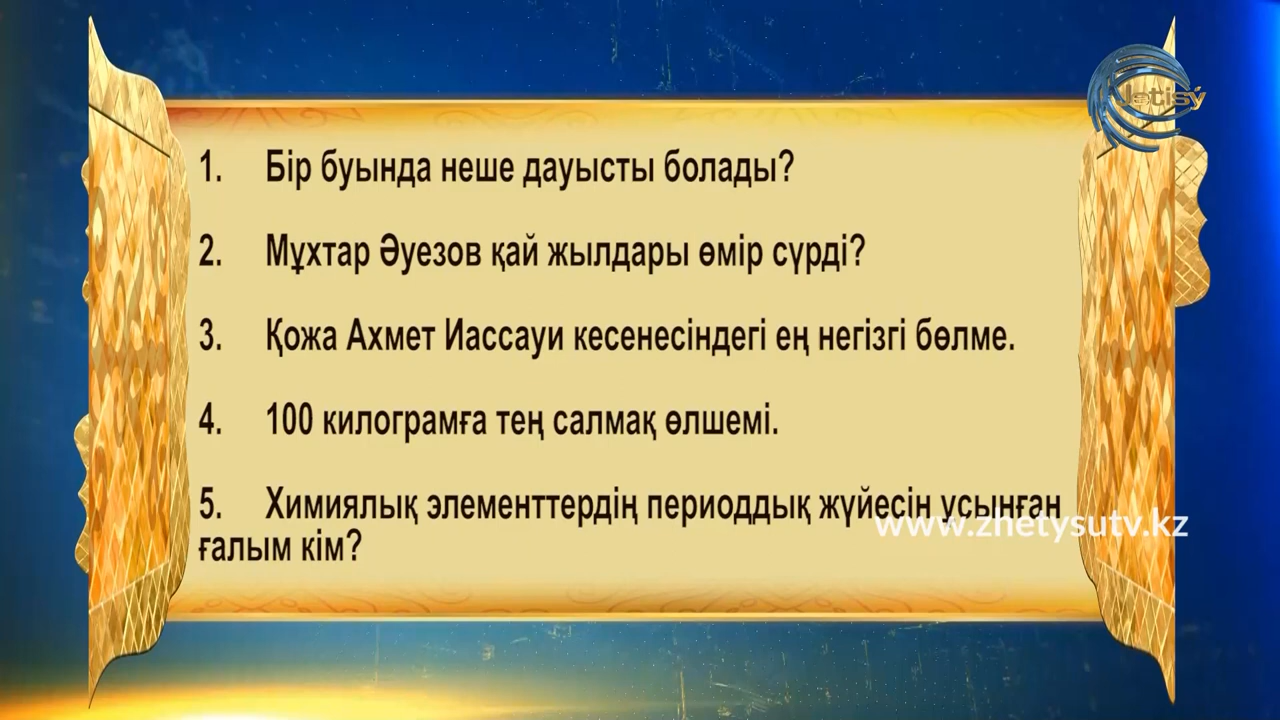 Jetisý
1. Бір буында неше дауысты болады?
2. Мұхтар Әуезов қай жылдары өмір сүрді?
3. Қожа Ахмет Иассауи кесенесіндегі ең негізгі бөлме.
4. 100 килограмға тең салмақ өлшемі.
5. Химиялық элементтердің периоддық жүйесін ұсынған
www.zhetysutv.kz
ғалым кім?